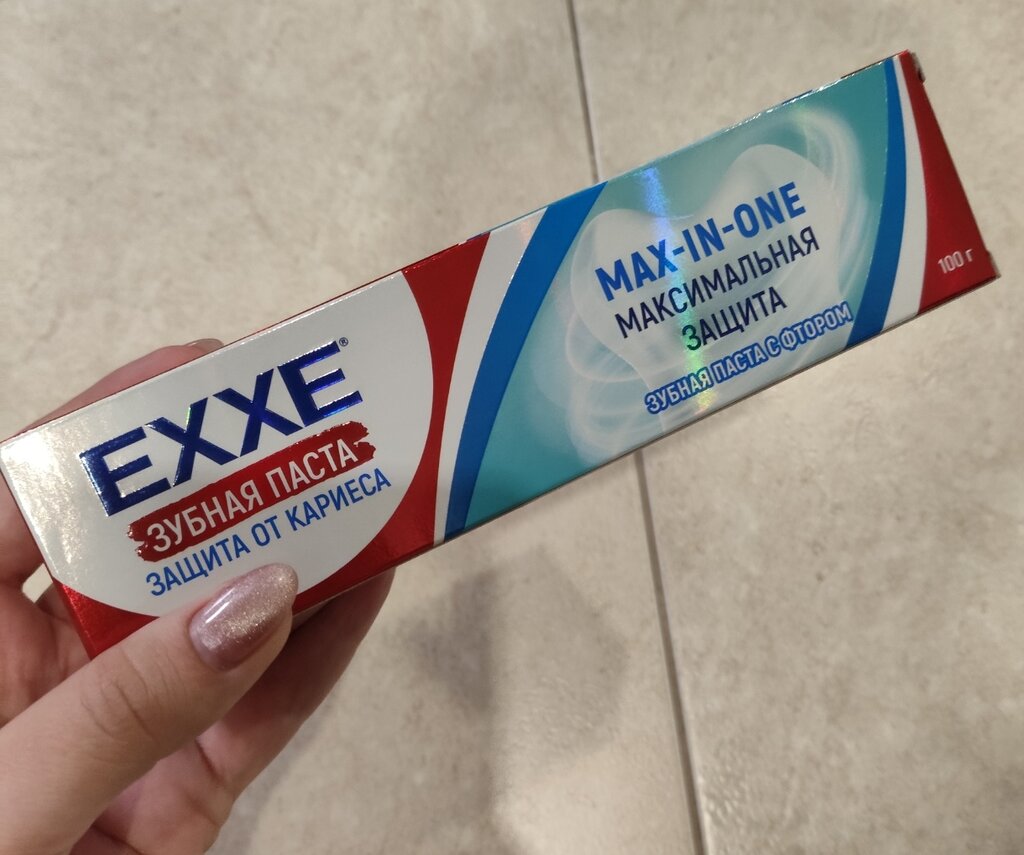 EXXE®
ЗУБНАЯ ПАСТА
ЗАЩИТА ОТ КАРИЕСА
MAX-IN-ONE
МАКСИМАЛЬНАЯ
ЗАЩИТА
ЗУБНАЯ ПАСТА С ФТОРОМ
100 г